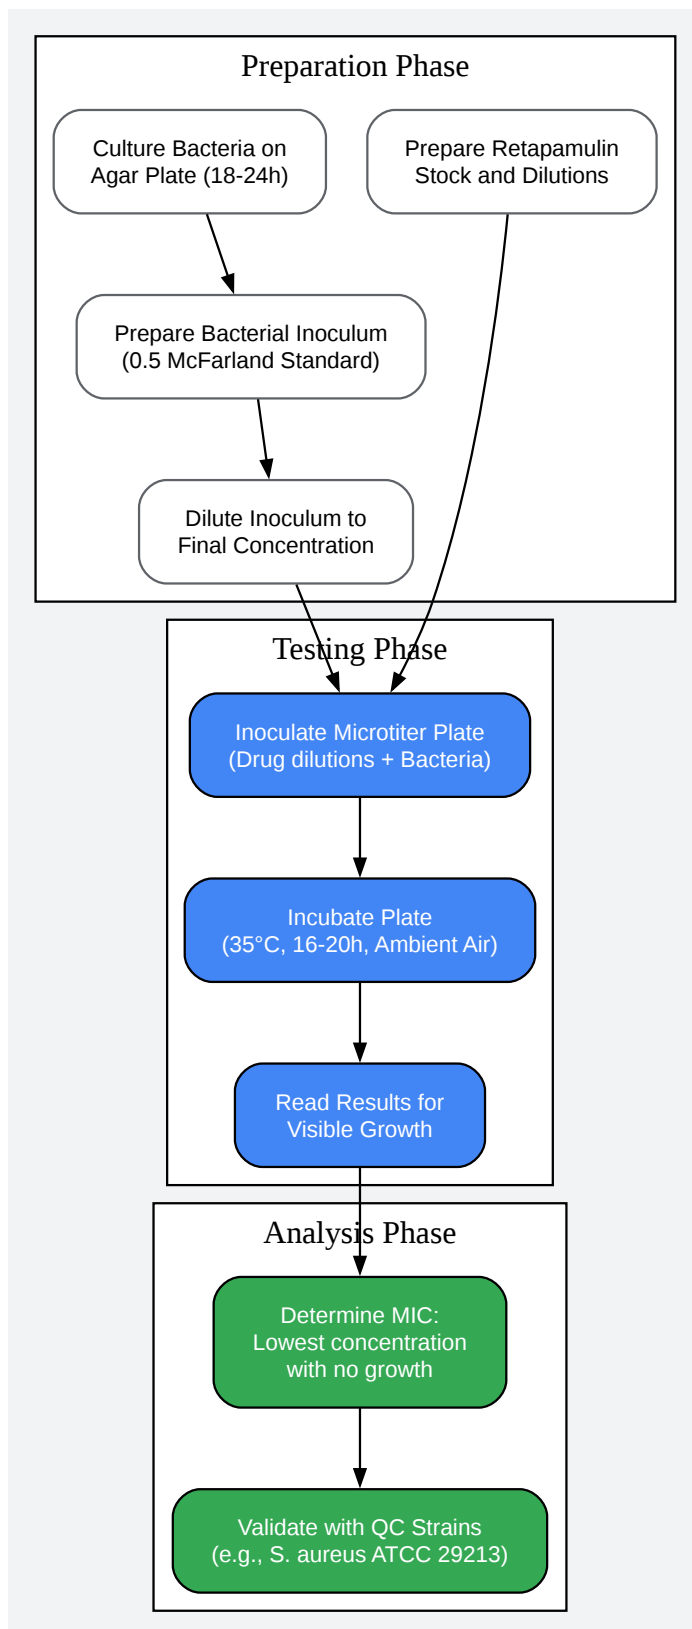 Preparation Phase
Culture Bacteria on
Agar Plate (18-24h)
Prepare Retapamulin
Stock and Dilutions
Prepare Bacterial Inoculum
(0.5 McFarland Standard)
Dilute Inoculum to
Final Concentration
Testing Phase
Inoculate Microtiter Plate
(Drug dilutions + Bacteria)
Incubate Plate
(35°C, 16-20h, Ambient Air)
Read Results for
Visible Growth
Analysis Phase
Determine MIC:
Lowest concentration
with no growth
Validate with QC Strains
(e.g., S. aureus ATCC 29213)